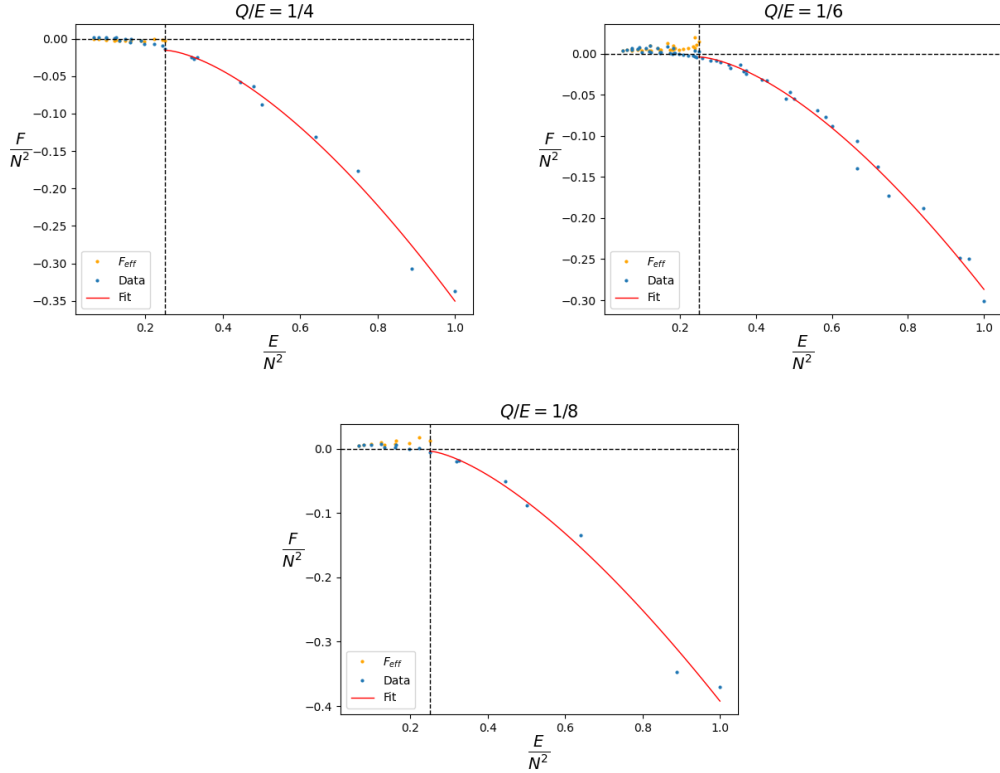 Q/E = 1/4
0.00
−0.05
−0.10
−0.15
−0.20
−0.25
−0.30
−0.35
F
N²
F_eff
Data
Fit
0.2 0.4 0.6 0.8 1.0
E
N²
Q/E = 1/6
0.00
−0.05
−0.10
−0.15
−0.20
−0.25
−0.30
F
N²
F_eff
Data
Fit
0.2 0.4 0.6 0.8 1.0
E
N²
Q/E = 1/8
0.0
−0.1
−0.2
−0.3
−0.4
F
N²
F_eff
Data
Fit
0.2 0.4 0.6 0.8 1.0
E
N²